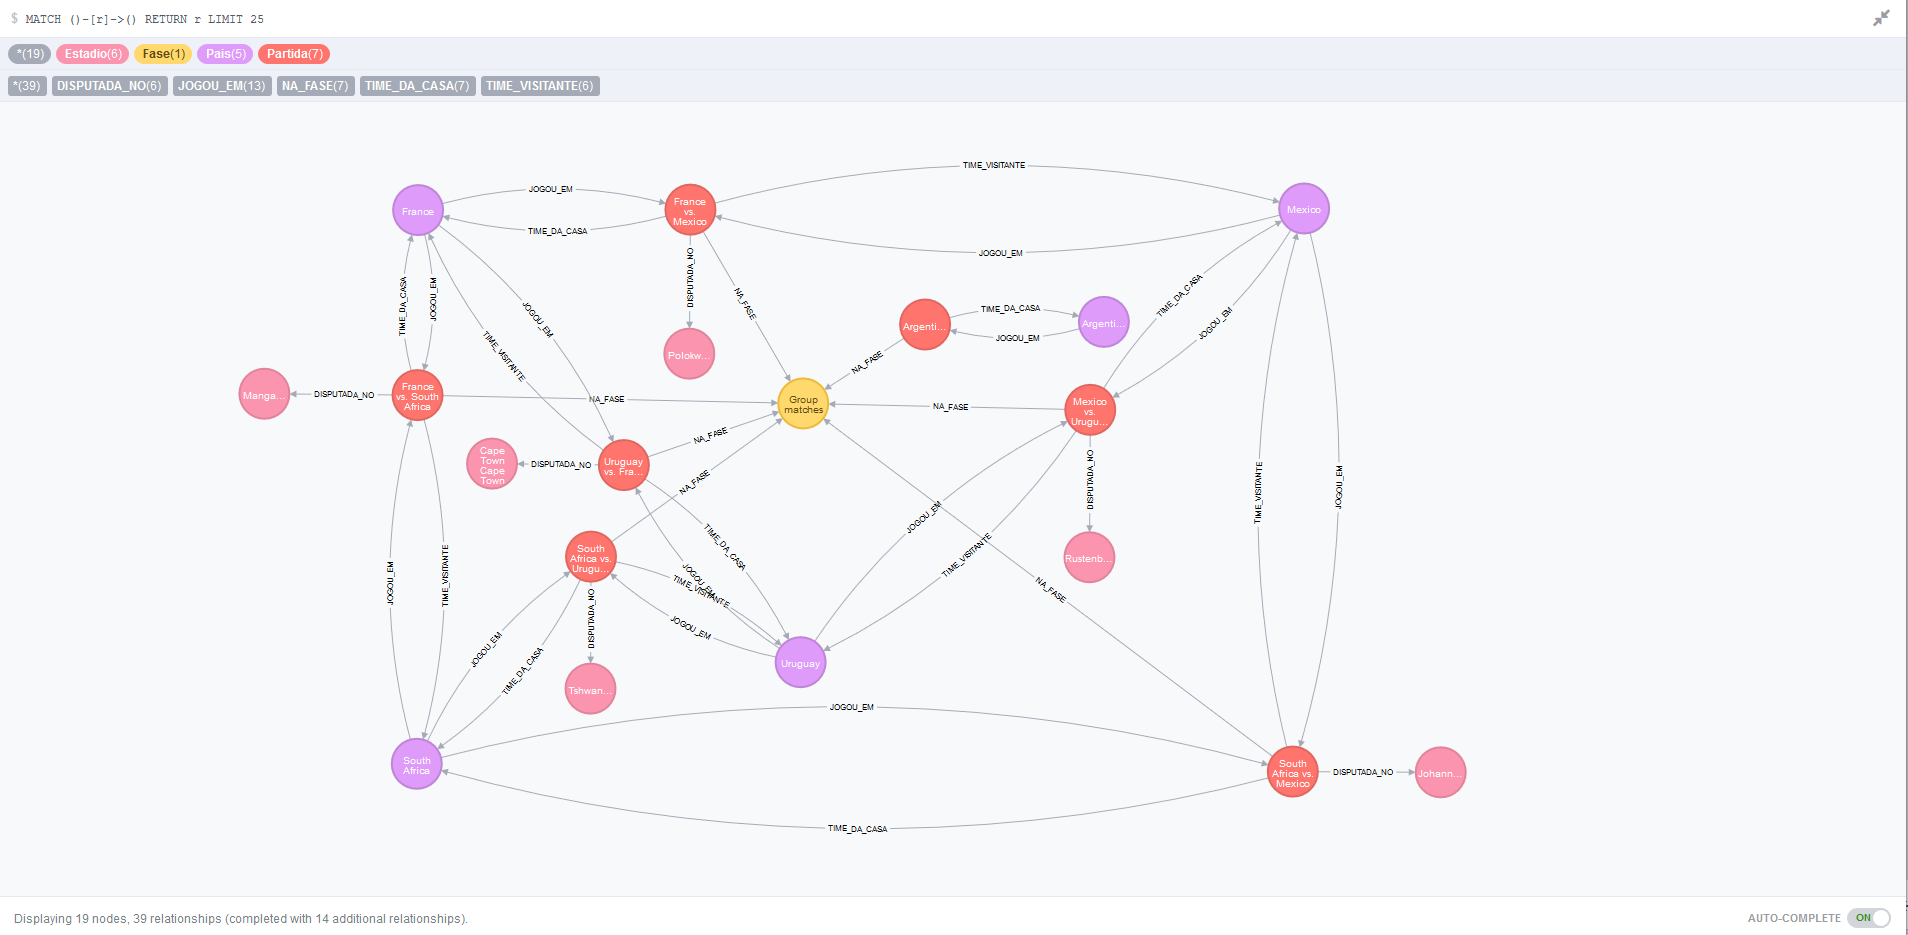 $ MATCH ()-[r]->() RETURN r LIMIT 25
*(19) Estadio(6) Fase(1) Pais(5) Partida(7)
*(39) DISPUTADA_NO(6) JOGOU_EM(13) NA_FASE(7) TIME_DA_CASA(7) TIME_VISITANTE(6)
TIME_VISITANTE
JOGOU_EM
France
France
vs.
Mexico
Mexico
TIME_DA_CASA
JOGOU_EM
DISPUTADA_NO
NA_FASE
TIME_DA_CASA
JOGOU_EM
JOGOU_EM
TIME_VISITANTE
TIME_DA_CASA
JOGOU_EM
Argenti...
TIME_DA_CASA
JOGOU_EM
Argenti...
NA_FASE
Polokw...
Manga...
DISPUTADA_NO
France
vs. South
Africa
NA_FASE
Group
matches
NA_FASE
Mexico
vs.
Urugu...
NA_FASE
Cape
Town
Cape
Town
DISPUTADA_NO
Uruguay
vs. Fra...
NA_FASE
DISPUTADA_NO
TIME_VISITANTE
JOGOU_EM
JOGOU_EM
TIME_VISITANTE
TIME_DA_CASA
South
Africa vs.
Urugu...
JOGOU_EM
TIME_VISITANTE
JOGOU_EM
Rustenb...
NA_FASE
JOGOU_EM
TIME_VISITANTE
DISPUTADA_NO
JOGOU_EM
TIME_DA_CASA
Uruguay
Tshwan...
JOGOU_EM
South
Africa
South
Africa vs.
Mexico
DISPUTADA_NO
Johann...
TIME_DA_CASA
Displaying 19 nodes, 39 relationships (completed with 14 additional relationships).
AUTO-COMPLETE ON